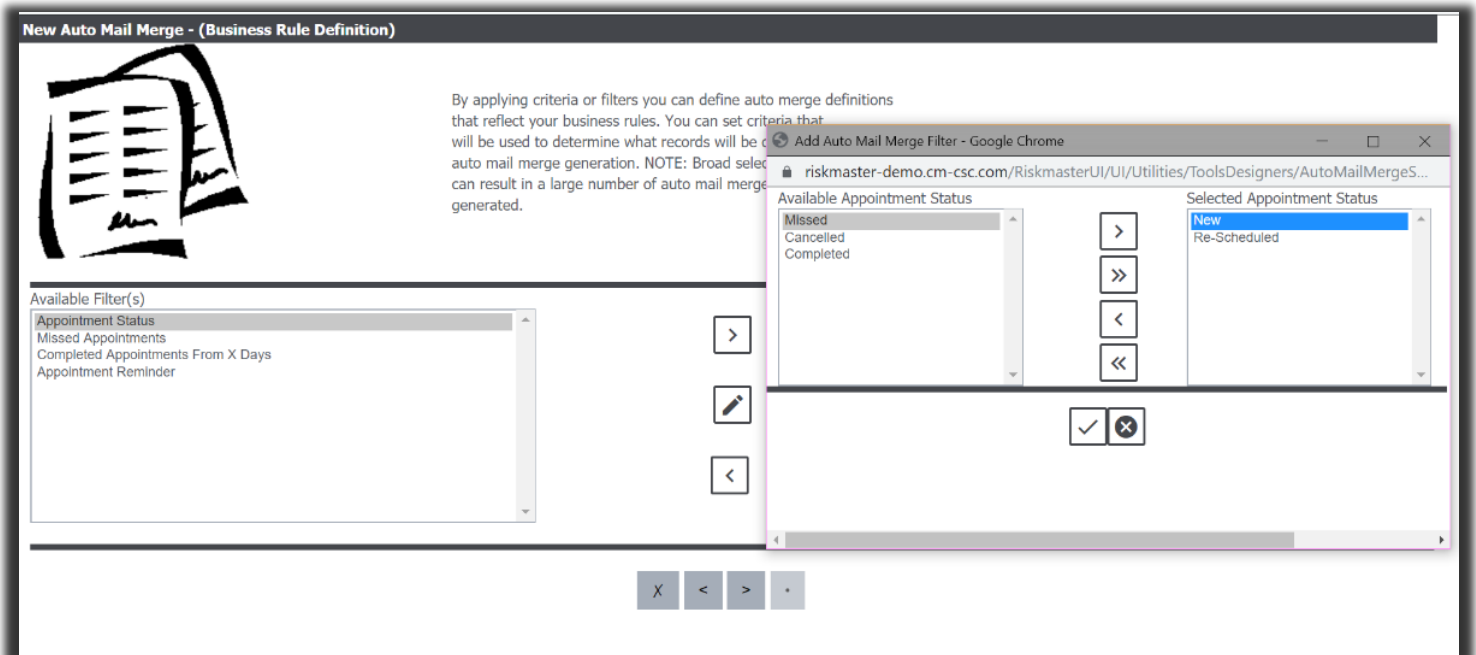 New Auto Mail Merge - (Business Rule Definition)
By applying criteria or filters you can define auto merge definitions
that reflect your business rules. You can set criteria that
will be used to determine what records will be
auto mail merge generation. NOTE: Broad
can result in a large number of auto mail merge
generated.
Available Filter(s)
Appointment Status
Missed Appointments
Completed Appointments From X Days
Appointment Reminder
X < >
Add Auto Mail Merge Filter - Google Chrome
riskmaster-demo.cm-csc.com/RiskmasterUI/UI/Utilities/ToolsDesigners/AutoMailMergeS...
Available Appointment Status
Missed
Cancelled
Completed
Selected Appointment Status
New
Re-Scheduled